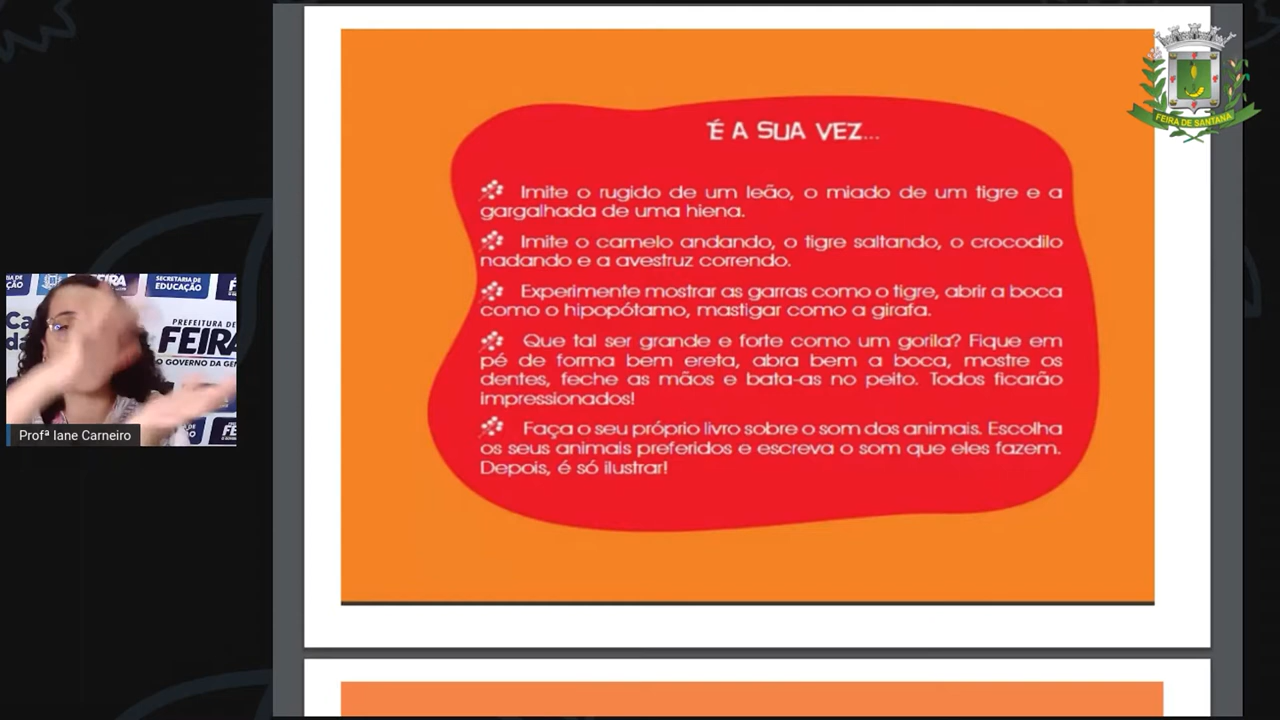 É A SUA VEZ...
Imite o rugido de um leão, o miado de um tigre e a
gargalhada de uma hiena.
Imite o camelo andando, o tigre saltando, o crocodilo
nadando e a avestruz correndo.
Experimente mostrar as garras como o tigre, abrir a boca
como o hipopótamo, mastigar como a girafa.
Que tal ser grande e forte como um gorila? Fique em
pé de forma bem ereta, abra bem a boca, mostre os
dentes, feche as mãos e bata-as no peito. Todos ficarão
impressionados!
Faça o seu próprio livro sobre o som dos animais. Escolha
os seus animais preferidos e escreva o som que eles fazem.
Depois, é só ilustrar!
FEIRA DE SANTANA
SECRETARIA DE
EDUCAÇÃO
PREFEITURA DE
FEIRA
Profª Iane Carneiro